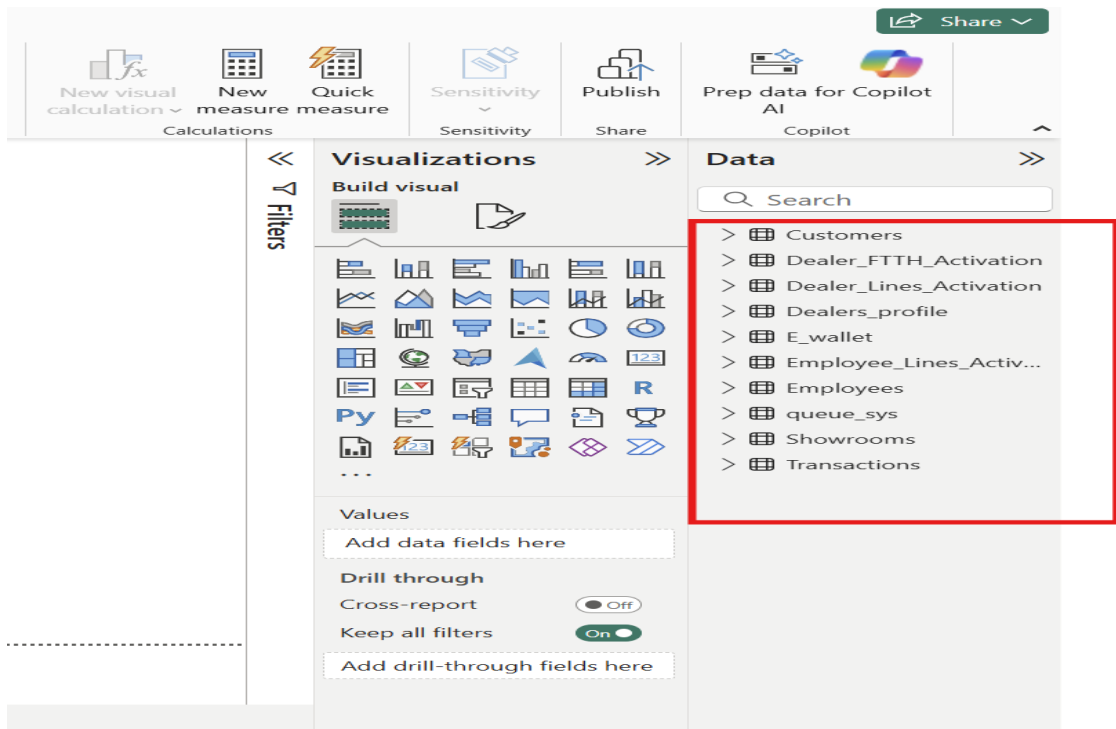 Share
New visual calculation
New measure
Quick measure
Sensitivity
Publish
Prep data for AI
Copilot
Calculations
Sensitivity
Share
Copilot
Filters
Visualizations
Build visual
123
R
Py
123
...
Values
Add data fields here
Drill through
Cross-report
Off
Keep all filters
On
Add drill-through fields here
Data
Search
Customers
Dealer_FTTH_Activation
Dealer_Lines_Activation
Dealers_profile
E_wallet
Employee_Lines_Activ...
Employees
queue_sys
Showrooms
Transactions